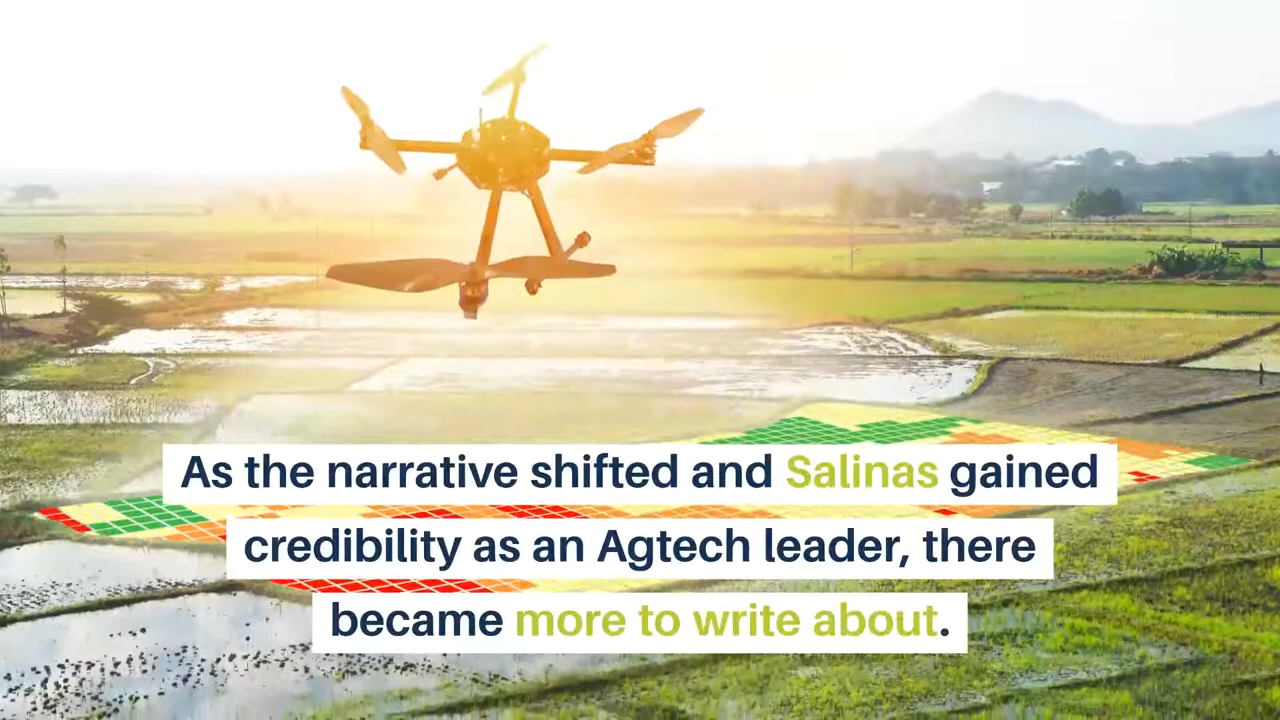 As the narrative shifted and Salinas gained
credibility as an Agtech leader, there
became more to write about.